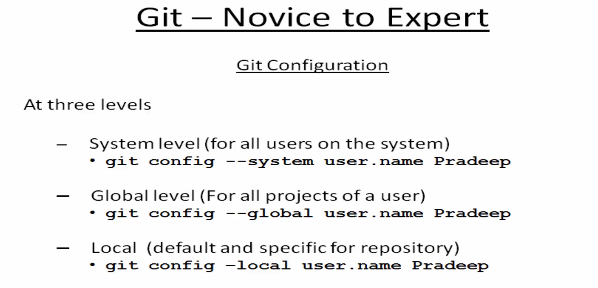 Git – Novice to Expert
Git Configuration
At three levels
– System level (for all users on the system)
• git config --system user.name Pradeep
– Global level (For all projects of a user)
• git config --global user.name Pradeep
– Local (default and specific for repository)
• git config –local user.name Pradeep